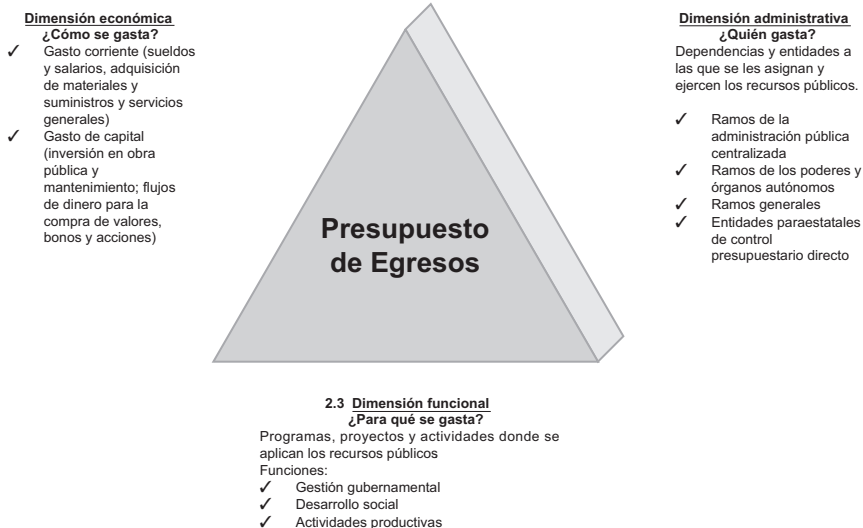 Dimensión económica
¿Cómo se gasta?
✓ Gasto corriente (sueldos
y salarios, adquisición
de materiales y
suministros y servicios
generales)
✓ Gasto de capital
(inversión en obra
pública y
mantenimiento; flujos
de dinero para la
compra de valores,
bonos y acciones)
Presupuesto
de Egresos
Dimensión administrativa
¿Quién gasta?
Dependencias y entidades a
las que se les asignan y
ejercen los recursos públicos.
✓ Ramos de la
administración pública
centralizada
✓ Ramos de los poderes y
órganos autónomos
✓ Ramos generales
✓ Entidades paraestatales
de control
presupuestario directo
2.3 Dimensión funcional
¿Para qué se gasta?
Programas, proyectos y actividades donde se
aplican los recursos públicos
Funciones:
✓ Gestión gubernamental
✓ Desarrollo social
✓ Actividades productivas